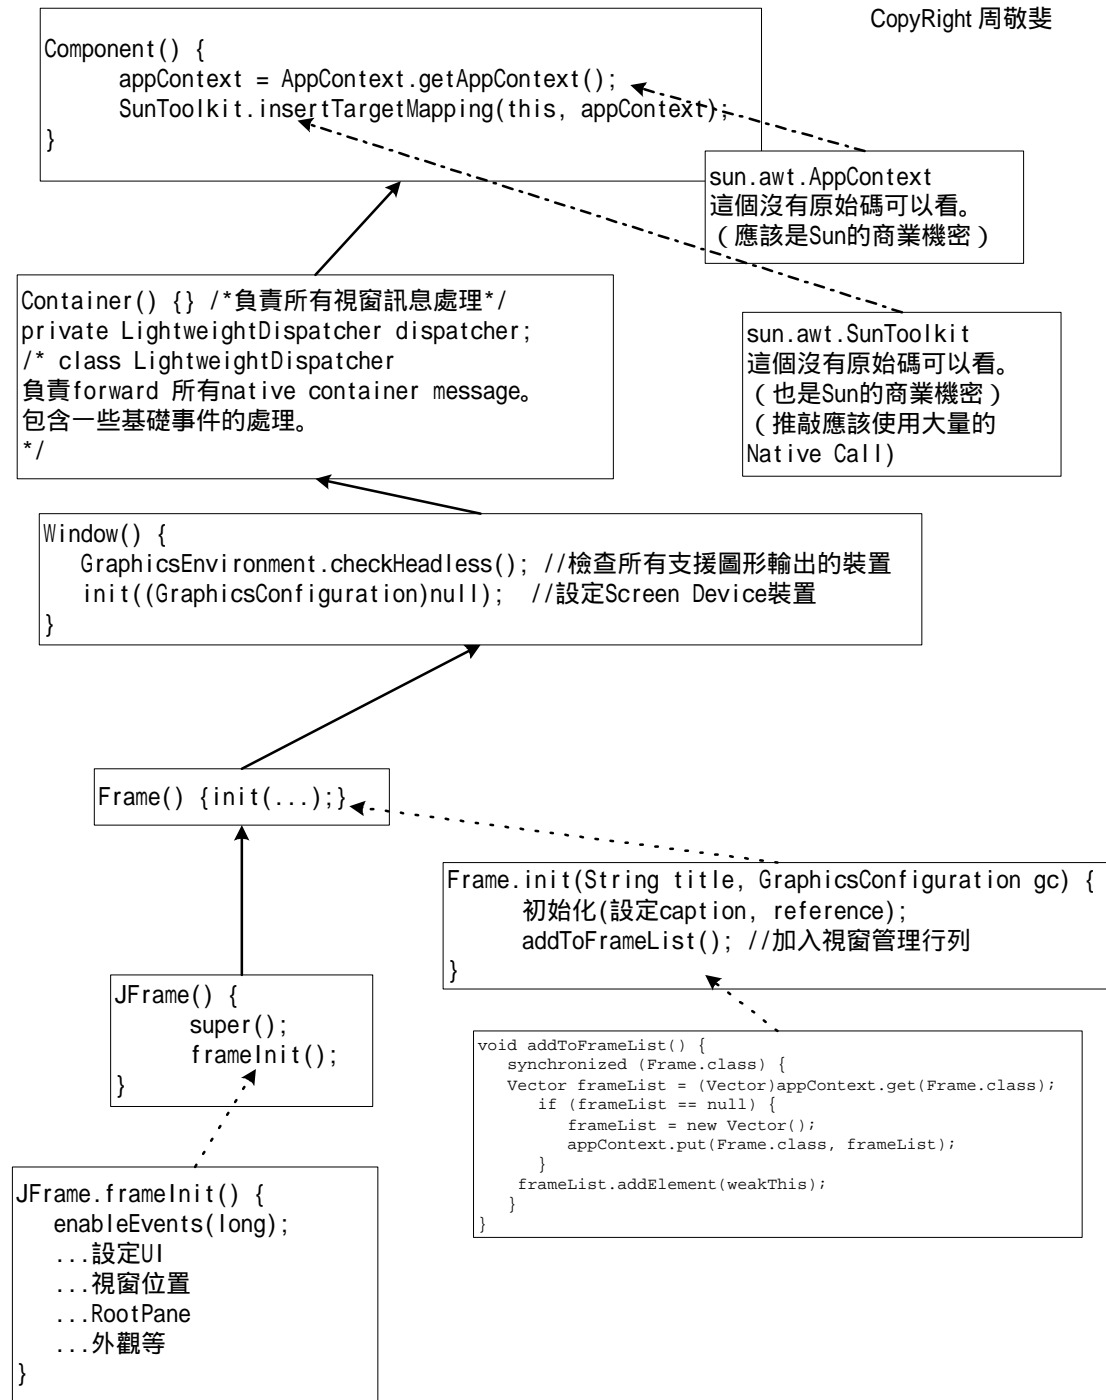 CopyRight 周敬斐
Component() {
appContext = AppContext.getAppContext();
SunToolkit.insertTargetMapping(this, appContext);
}
sun.awt.AppContext
這個沒有原始碼可以看。
（應該是Sun的商業機密）
Container() {} /*負責所有視窗訊息處理*/
private LightweightDispatcher dispatcher;
/* class LightweightDispatcher
負責forward 所有native container message。
包含一些基礎事件的處理。
*/
sun.awt.SunToolkit
這個沒有原始碼可以看。
（也是Sun的商業機密）
（推敲應該使用大量的
Native Call)
Window() {
GraphicsEnvironment.checkHeadless(); //檢查所有支援圖形輸出的裝置
init((GraphicsConfiguration)null); //設定Screen Device裝置
}
Frame() {init(...);}
Frame.init(String title, GraphicsConfiguration gc) {
初始化(設定caption, reference);
addToFrameList(); //加入視窗管理行列
}
JFrame() {
super();
frameInit();
}
void addToFrameList() {
synchronized (Frame.class) {
Vector frameList = (Vector)appContext.get(Frame.class);
if (frameList == null) {
frameList = new Vector();
appContext.put(Frame.class, frameList);
}
frameList.addElement(weakThis);
}
}
JFrame.frameInit() {
enableEvents(long);
...設定UI
...視窗位置
...RootPane
...外觀等
}